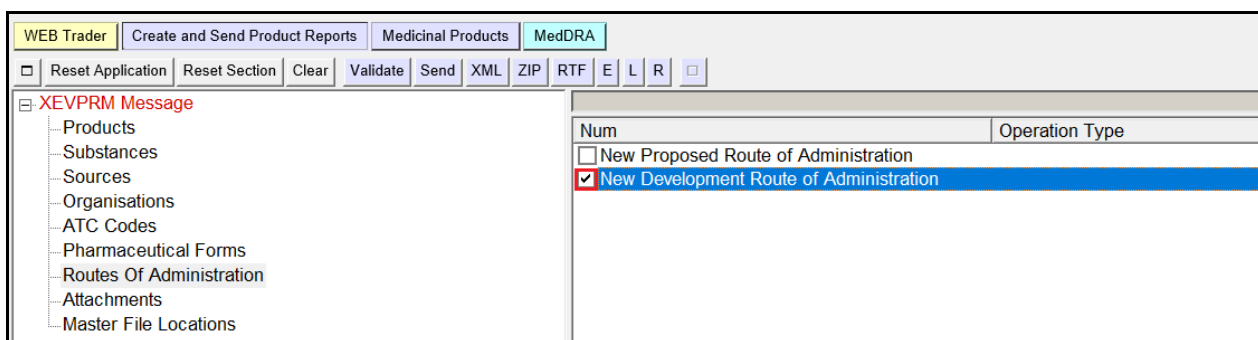 WEB Trader Create and Send Product Reports Medicinal Products MedDRA
Reset Application Reset Section Clear Validate Send XML ZIP RTF E L R
XEVPRM Message
Products
Substances
Sources
Organisations
ATC Codes
Pharmaceutical Forms
Routes Of Administration
Attachments
Master File Locations
Num Operation Type
New Proposed Route of Administration
New Development Route of Administration